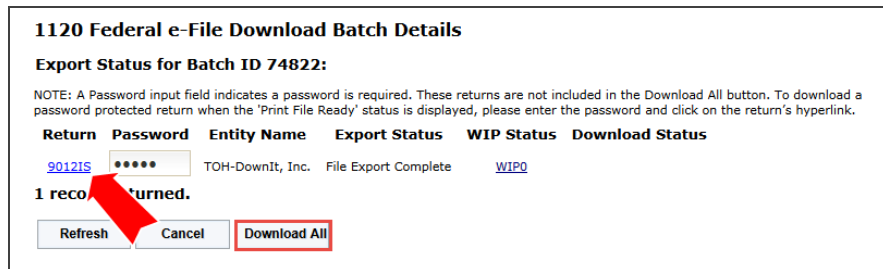 1120 Federal e-File Download Batch Details
Export Status for Batch ID 74822:
NOTE: A Password input field indicates a password is required. These returns are not included in the Download All button. To download a
password protected return when the 'Print File Ready' status is displayed, please enter the password and click on the return's hyperlink.
Return Password Entity Name Export Status WIP Status Download Status
9012IS ••••• TOH-DownIt, Inc. File Export Complete WIP0
1 turned.
Refresh Cancel Download All